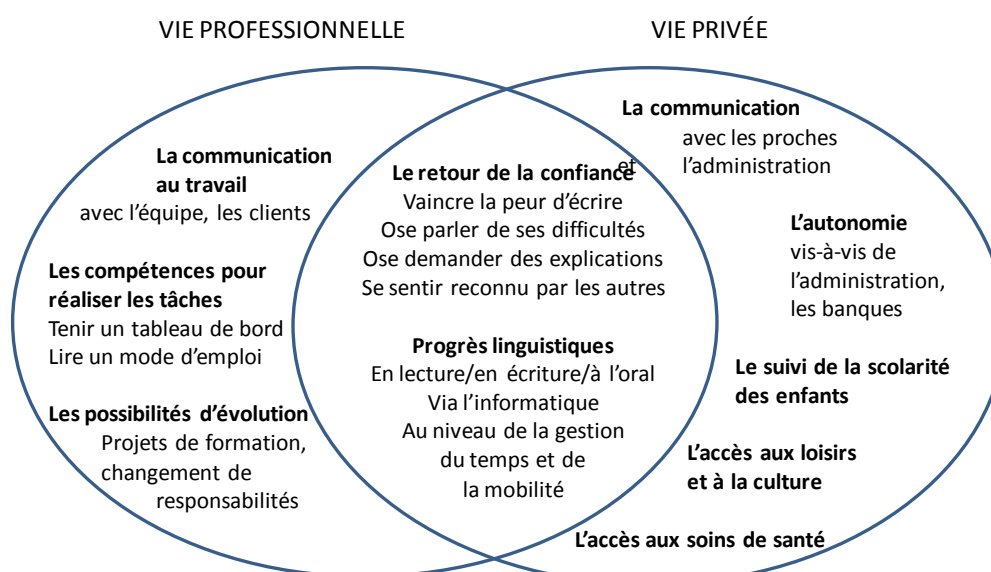 VIE PROFESSIONNELLE
VIE PRIVÉE
La communication
au travail
avec l’équipe, les clients
Les compétences pour
réaliser les tâches
Tenir un tableau de bord
Lire un mode d’emploi
Les possibilités d’évolution
Projets de formation,
changement de
responsabilités
Le retour de la confiance
Vaincre la peur d’écrire
Ose parler de ses difficultés
Ose demander des explications
Se sentir reconnu par les autres
Progrès linguistiques
En lecture/en écriture/à l’oral
Via l’informatique
Au niveau de la gestion
du temps et de
la mobilité
La communication
avec les proches
et
l’administration
L’autonomie
vis-à-vis de
l’administration,
les banques
Le suivi de la scolarité
des enfants
L’accès aux loisirs
et à la culture
L’accès aux soins de santé